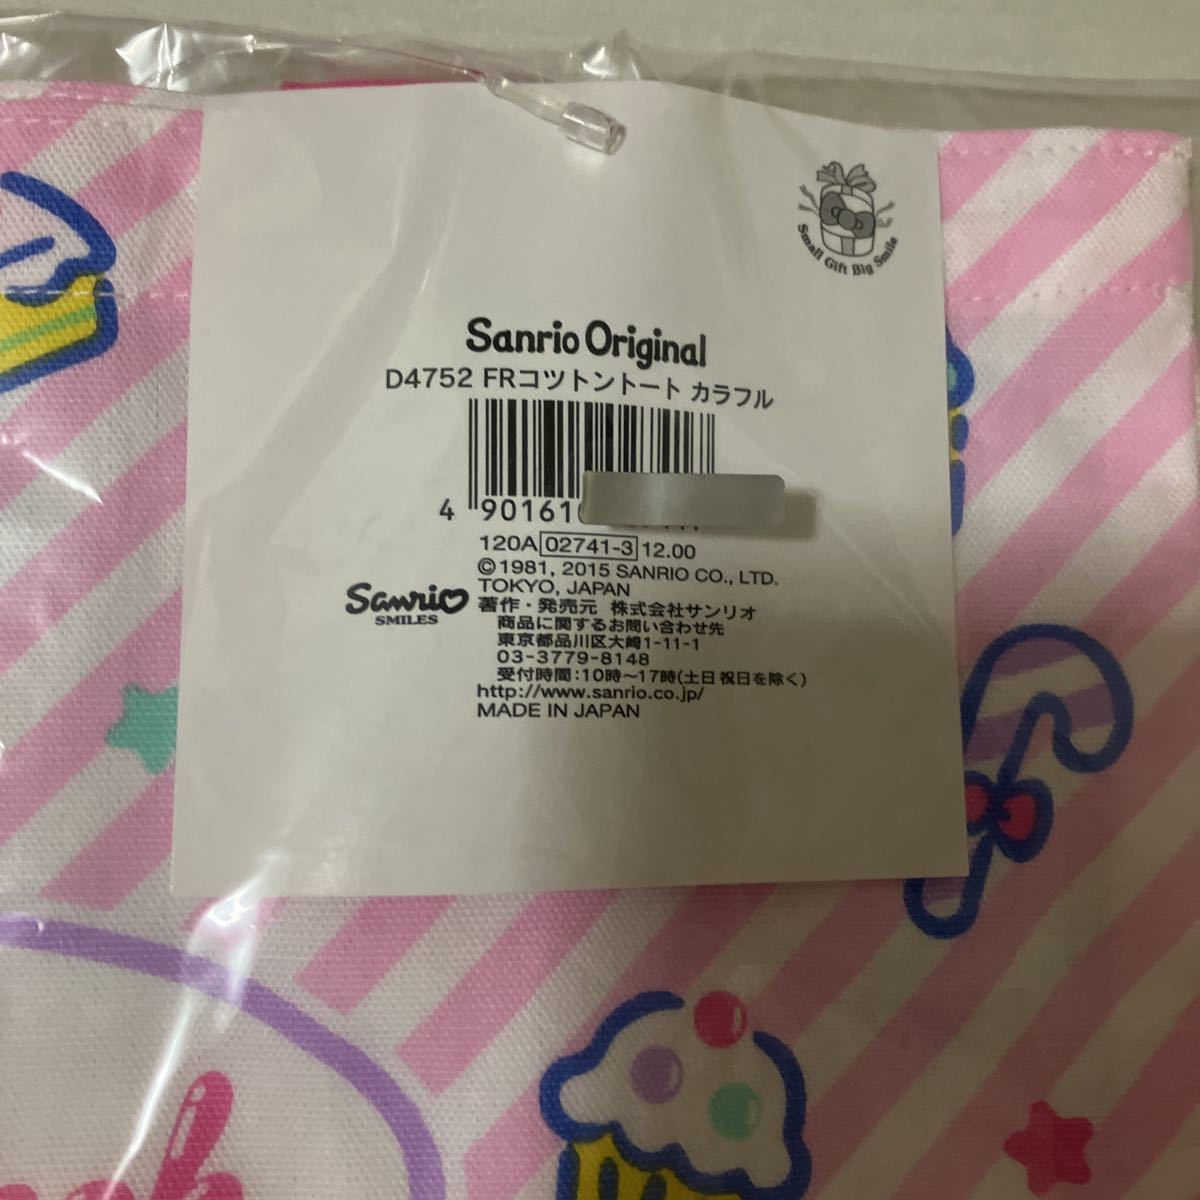 Small Gift Big Smile
Sanrio Original
D4752 FRコツトントート カラフル
4 901610
120A 02741-3 12.00
©1981, 2015 SANRIO CO., LTD.
TOKYO, JAPAN
Sanrio
SMILES
著作・発売元 株式会社サンリオ
商品に関するお問い合わせ先
東京都品川区大崎1-11-1
03-3779-8148
受付時間:10時～17時(土日祝日を除く)
http://www.sanrio.co.jp/
MADE IN JAPAN